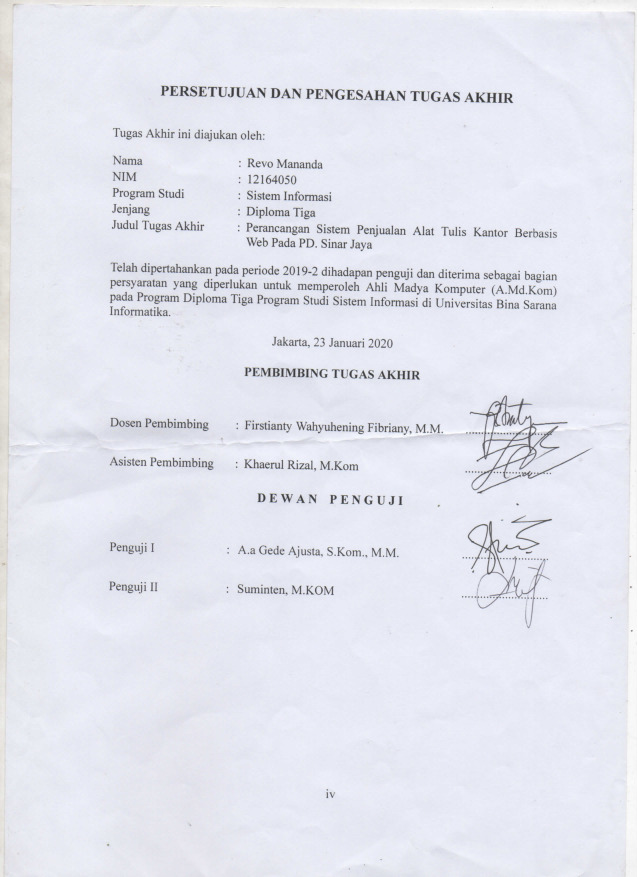 PERSETUJUAN DAN PENGESAHAN TUGAS AKHIR
Tugas Akhir ini diajukan oleh:
Nama : Revo Mananda
NIM : 12164050
Program Studi : Sistem Informasi
Jenjang : Diploma Tiga
Judul Tugas Akhir : Perancangan Sistem Penjualan Alat Tulis Kantor Berbasis
Web Pada PD. Sinar Jaya
Telah dipertahankan pada periode 2019-2 dihadapan penguji dan diterima sebagai bagian
persyaratan yang diperlukan untuk memperoleh Ahli Madya Komputer (A.Md.Kom)
pada Program Diploma Tiga Program Studi Sistem Informasi di Universitas Bina Sarana
Informatika.
Jakarta, 23 Januari 2020
PEMBIMBING TUGAS AKHIR
Dosen Pembimbing : Firstianty Wahyuhening Fibriany, M.M.
Asisten Pembimbing : Khaerul Rizal, M.Kom
DEWAN PENGUJI
Penguji I : A.a Gede Ajusta, S.Kom., M.M.
Penguji II : Suminten, M.KOM
iv